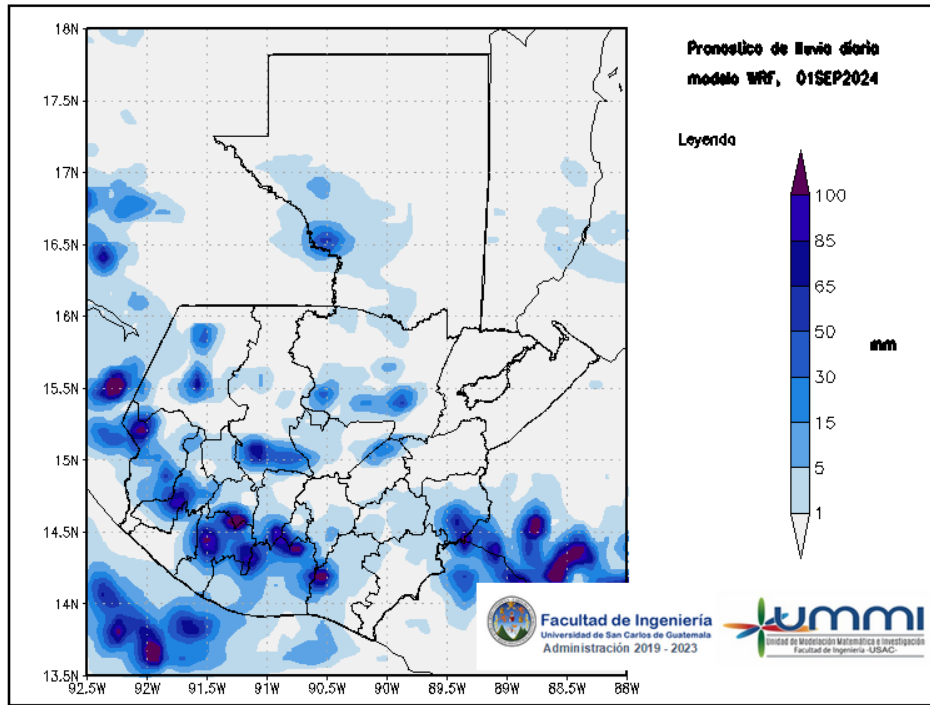 18N
17.5N
17N
16.5N
16N
15.5N
15N
14.5N
14N
13.5N
92.5W
92W
91.5W
91W
90.5W
90W
89.5W
89W
88.5W
88W
Pronostico de lluvia diaria
modelo WRF, 01SEP2024
Leyenda
100
85
65
50
30
15
5
1
mm
Facultad de Ingeniería
Universidad de San Carlos de Guatemala
Administración 2019 - 2023
UMMI
Unidad de Modelación Matemática e Investigación
Facultad de Ingeniería -USAC-